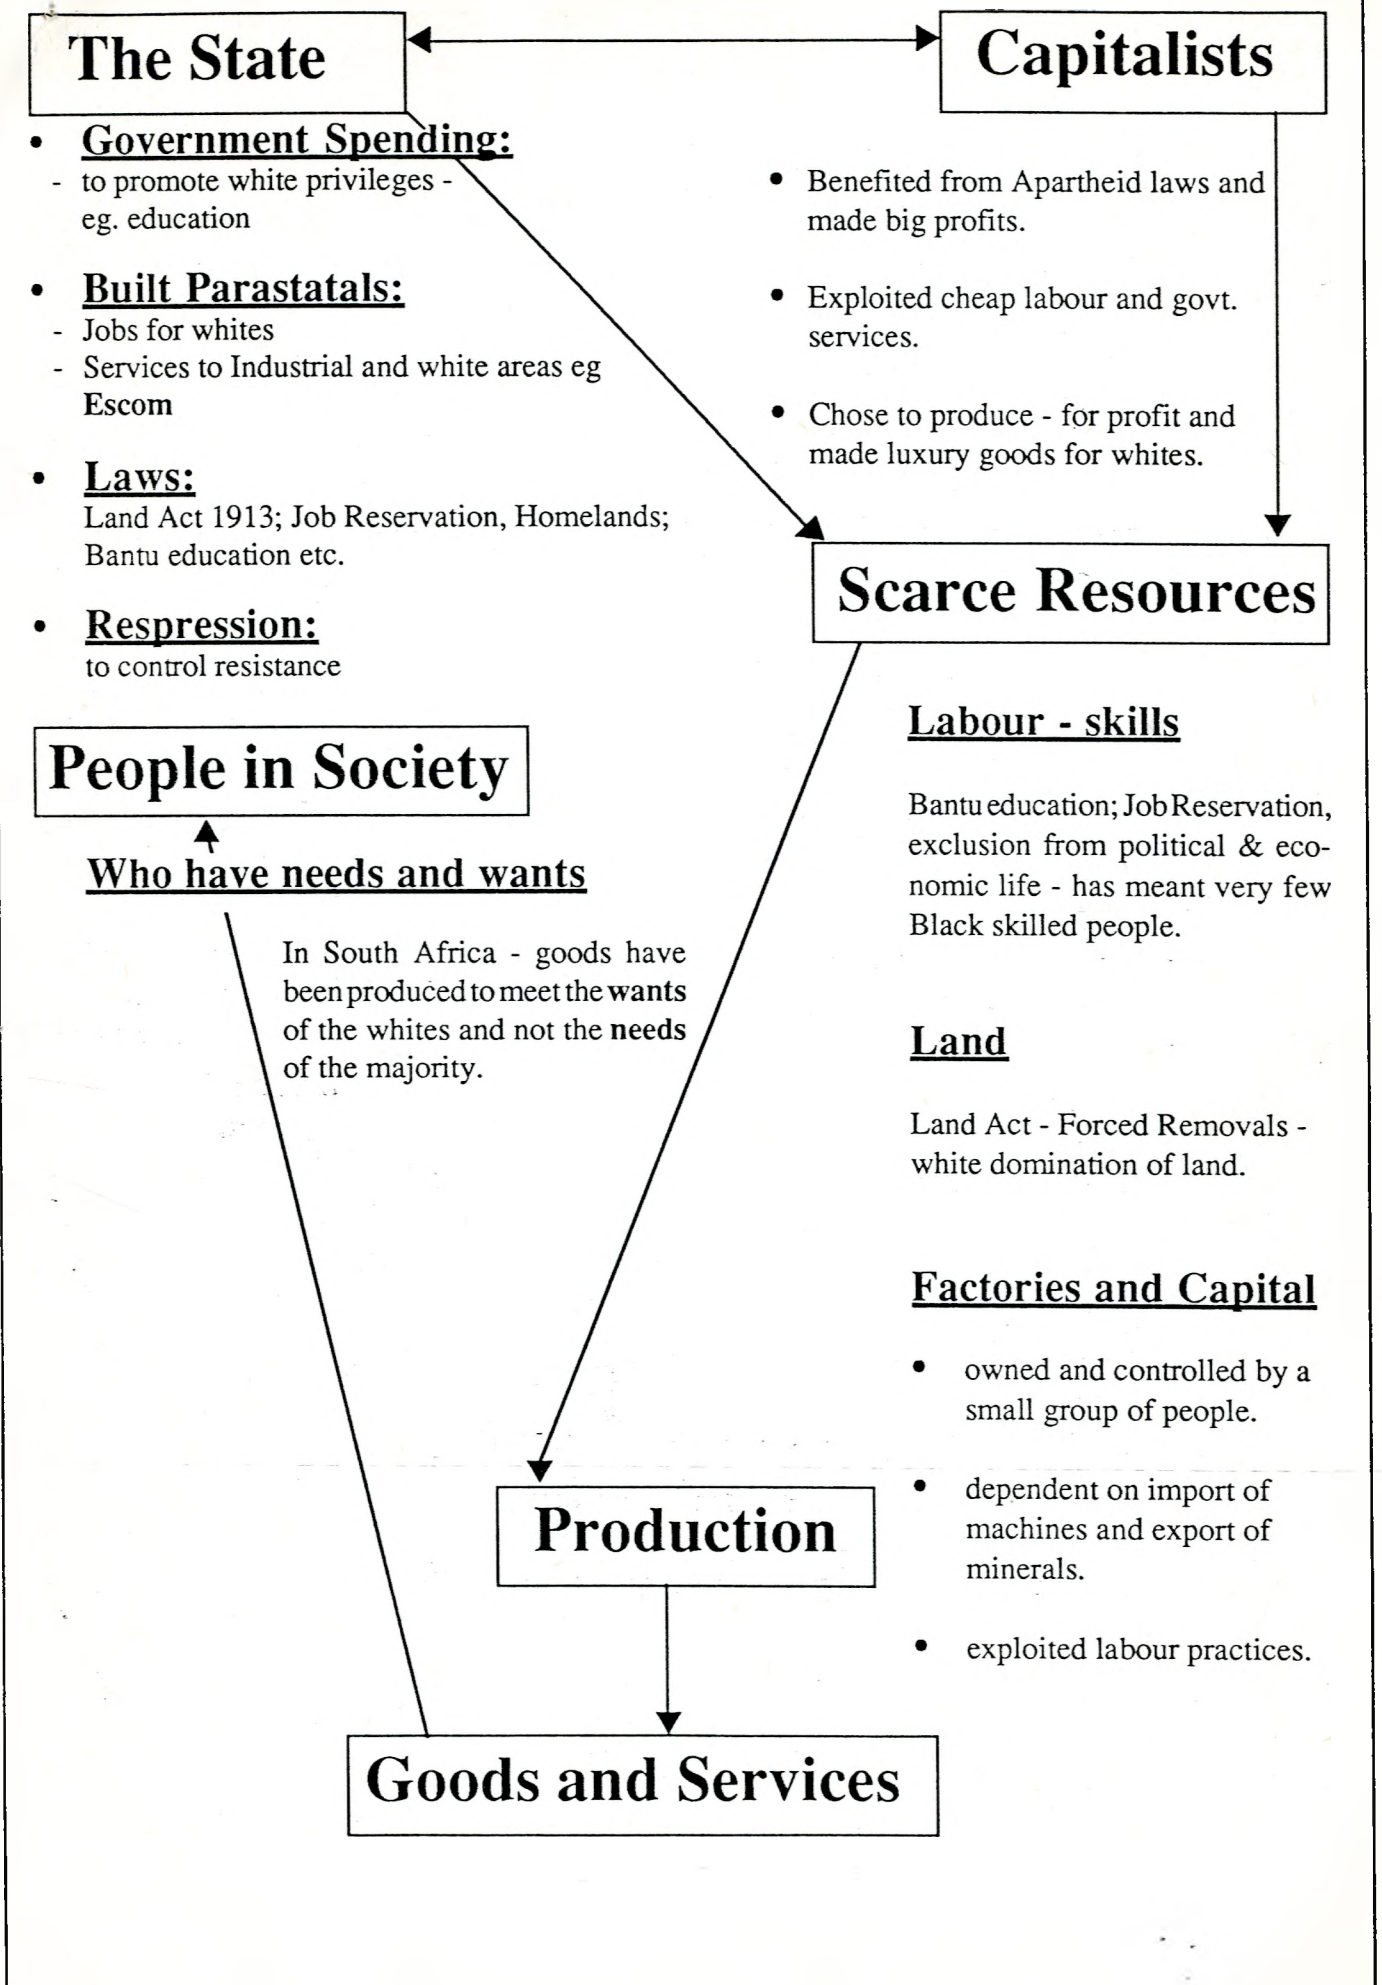 The State
Capitalists
• Government Spending:
- to promote white privileges -
eg. education
• Built Parastatals:
- Jobs for whites
- Services to Industrial and white areas eg
Escom
• Laws:
Land Act 1913; Job Reservation, Homelands;
Bantu education etc.
• Respression:
to control resistance
• Benefited from Apartheid laws and
made big profits.
• Exploited cheap labour and govt.
services.
• Chose to produce - for profit and
made luxury goods for whites.
Scarce Resources
People in Society
Who have needs and wants
In South Africa - goods have
been produced to meet the wants
of the whites and not the needs
of the majority.
Labour - skills
Bantu education; Job Reservation,
exclusion from political & eco-
nomic life - has meant very few
Black skilled people.
Land
Land Act - Forced Removals -
white domination of land.
Factories and Capital
• owned and controlled by a
small group of people.
• dependent on import of
machines and export of
minerals.
• exploited labour practices.
Production
Goods and Services